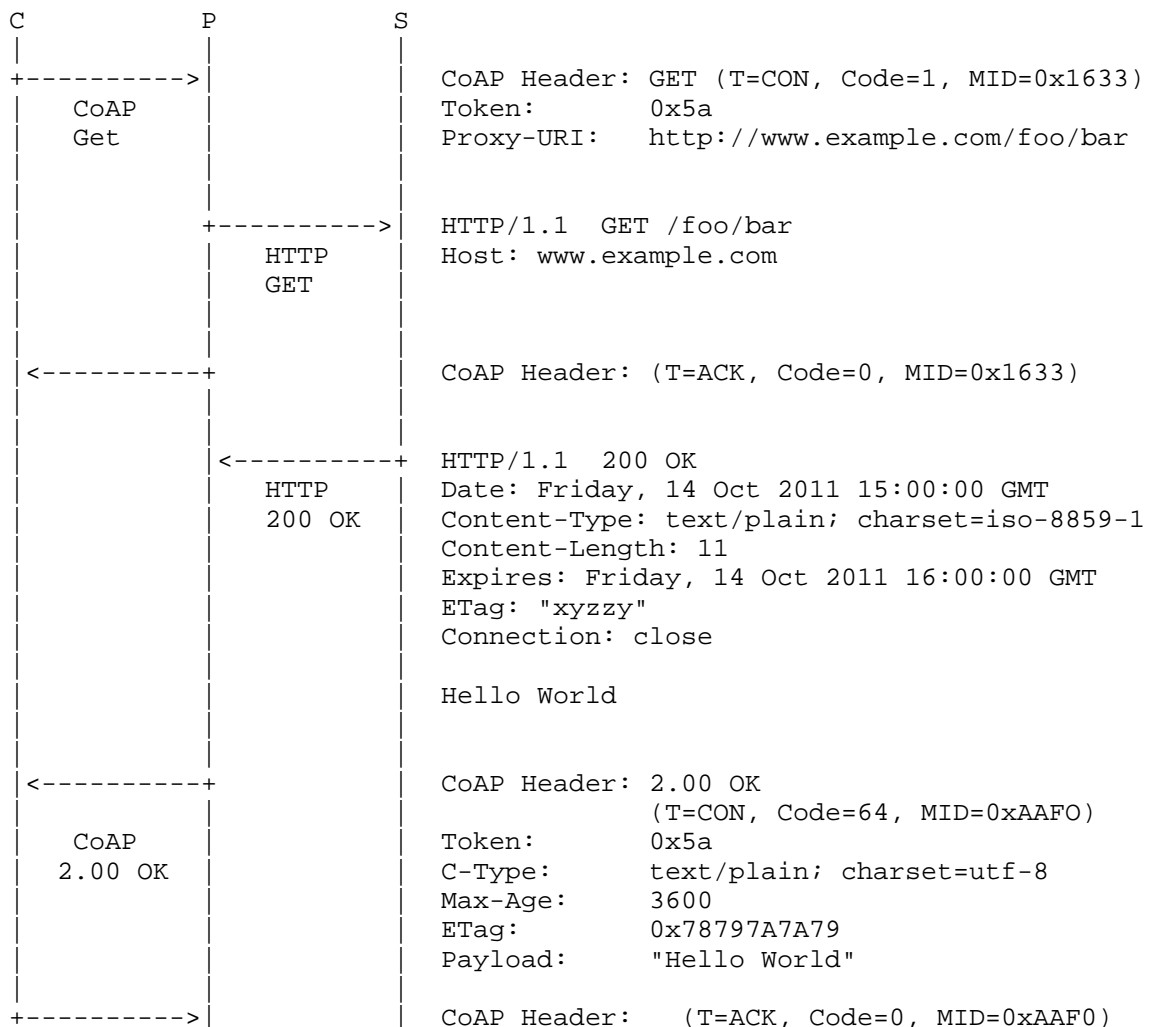 C P S
+----------> CoAP Header: GET (T=CON, Code=1, MID=0x1633)
CoAP Token: 0x5a
Get Proxy-URI: http://www.example.com/foo/bar
+----------> HTTP/1.1 GET /foo/bar
HTTP Host: www.example.com
GET
<----------+ CoAP Header: (T=ACK, Code=0, MID=0x1633)
<----------+ HTTP/1.1 200 OK
HTTP Date: Friday, 14 Oct 2011 15:00:00 GMT
200 OK Content-Type: text/plain; charset=iso-8859-1
Content-Length: 11
Expires: Friday, 14 Oct 2011 16:00:00 GMT
ETag: "xyzzy"
Connection: close
Hello World
<----------+ CoAP Header: 2.00 OK
(T=CON, Code=64, MID=0xAAFO)
CoAP Token: 0x5a
2.00 OK C-Type: text/plain; charset=utf-8
Max-Age: 3600
ETag: 0x78797A7A79
Payload: "Hello World"
+----------> CoAP Header: (T=ACK, Code=0, MID=0xAAF0)